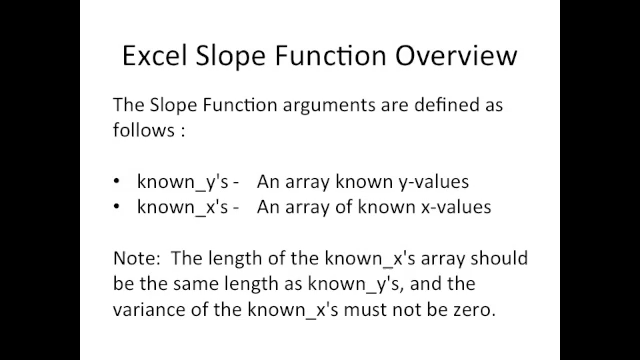 Excel Slope Function Overview
The Slope Function arguments are defined as
follows :
• known_y's - An array known y-values
• known_x's - An array of known x-values
Note: The length of the known_x's array should
be the same length as known_y's, and the
variance of the known_x's must not be zero.